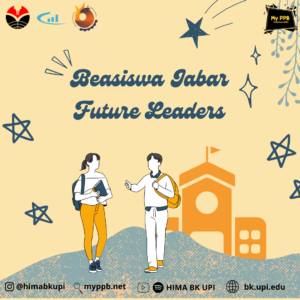 My PPB
Beasiswa Jabar
Future Leaders
@himabkupi
myppb.net
HIMA BK UPI
bk.upi.edu